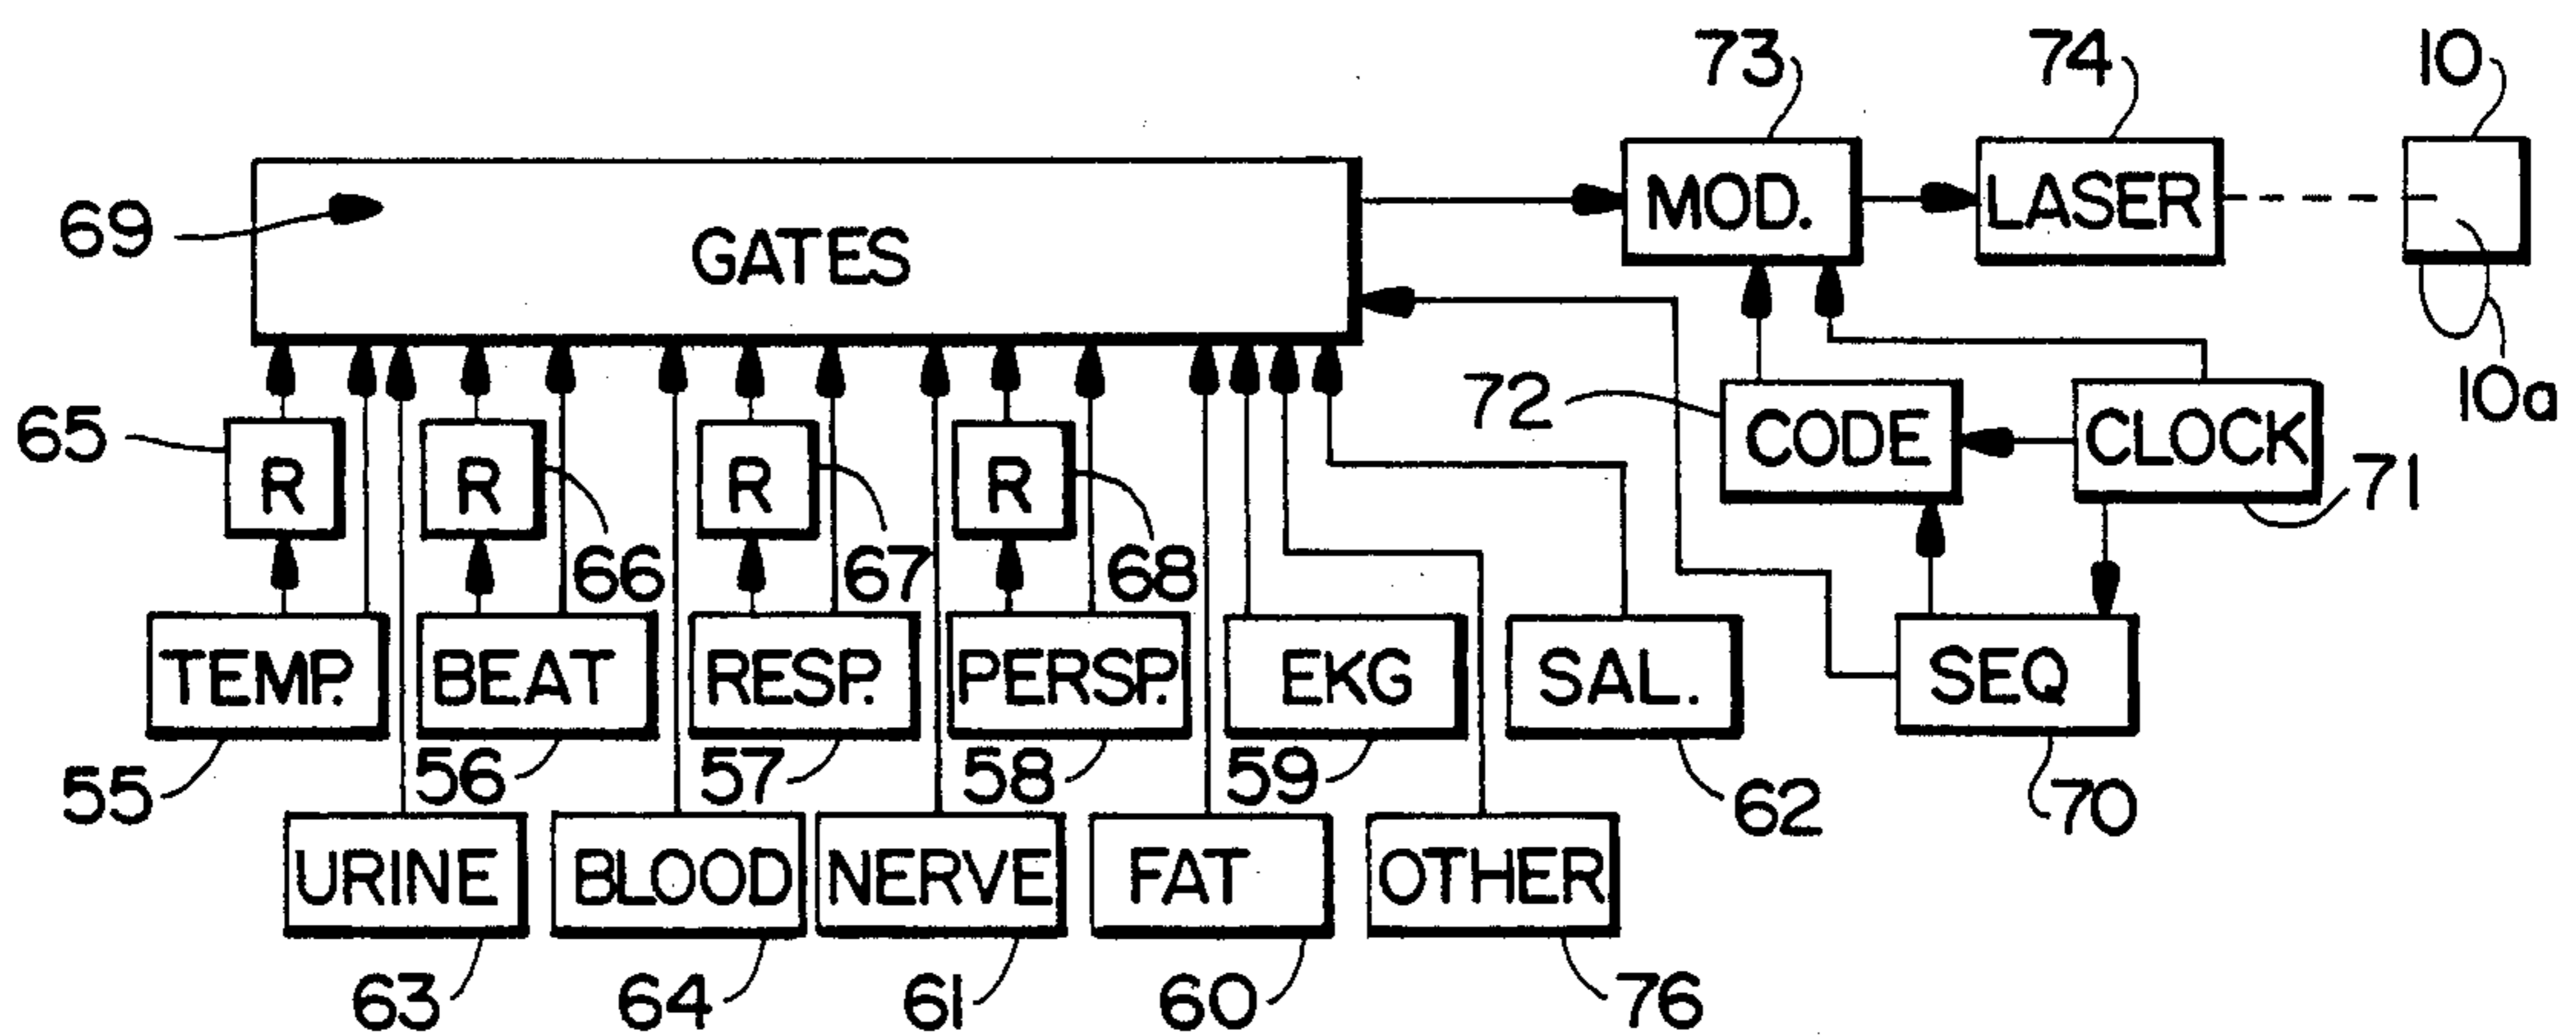 73
74
10
69
GATES
MOD.
LASER
10a
65
R
R
R
R
72
CODE
CLOCK
71
66
67
68
TEMP.
BEAT
RESP.
PERSP.
EKG
SAL.
SEQ
55
56
57
58
59
62
70
URINE
BLOOD
NERVE
FAT
OTHER
63
64
61
60
76